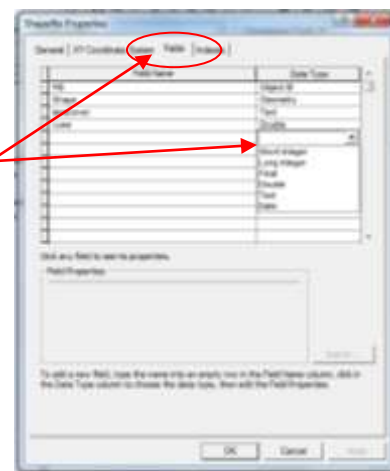 Shapefile Properties
General XY Coordinate System Fields Indexes
Field Name Data Type
FID Object ID
Shape Geometry
Text
Double
Short Integer
Long Integer
Float
Double
Text
Date
Click any field to see its properties.
Field Properties
To add a new field, type the name into an empty row in the Field Name column, click in
the Data Type column to choose the data type, then edit the Field Properties.
OK Cancel